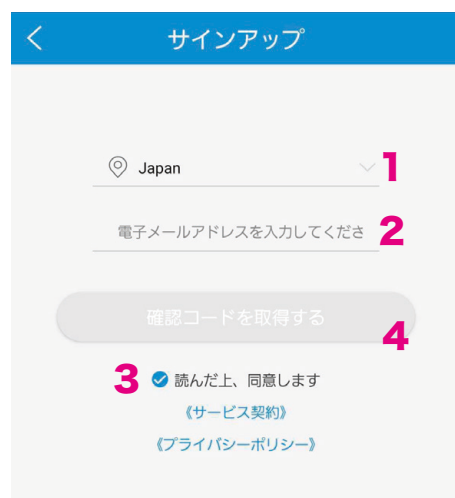 サインアップ
Japan 1
電子メールアドレスを入力してくださ 2
確認コードを取得する 4
3 読んだ上、同意します
《サービス契約》
《プライバシーポリシー》